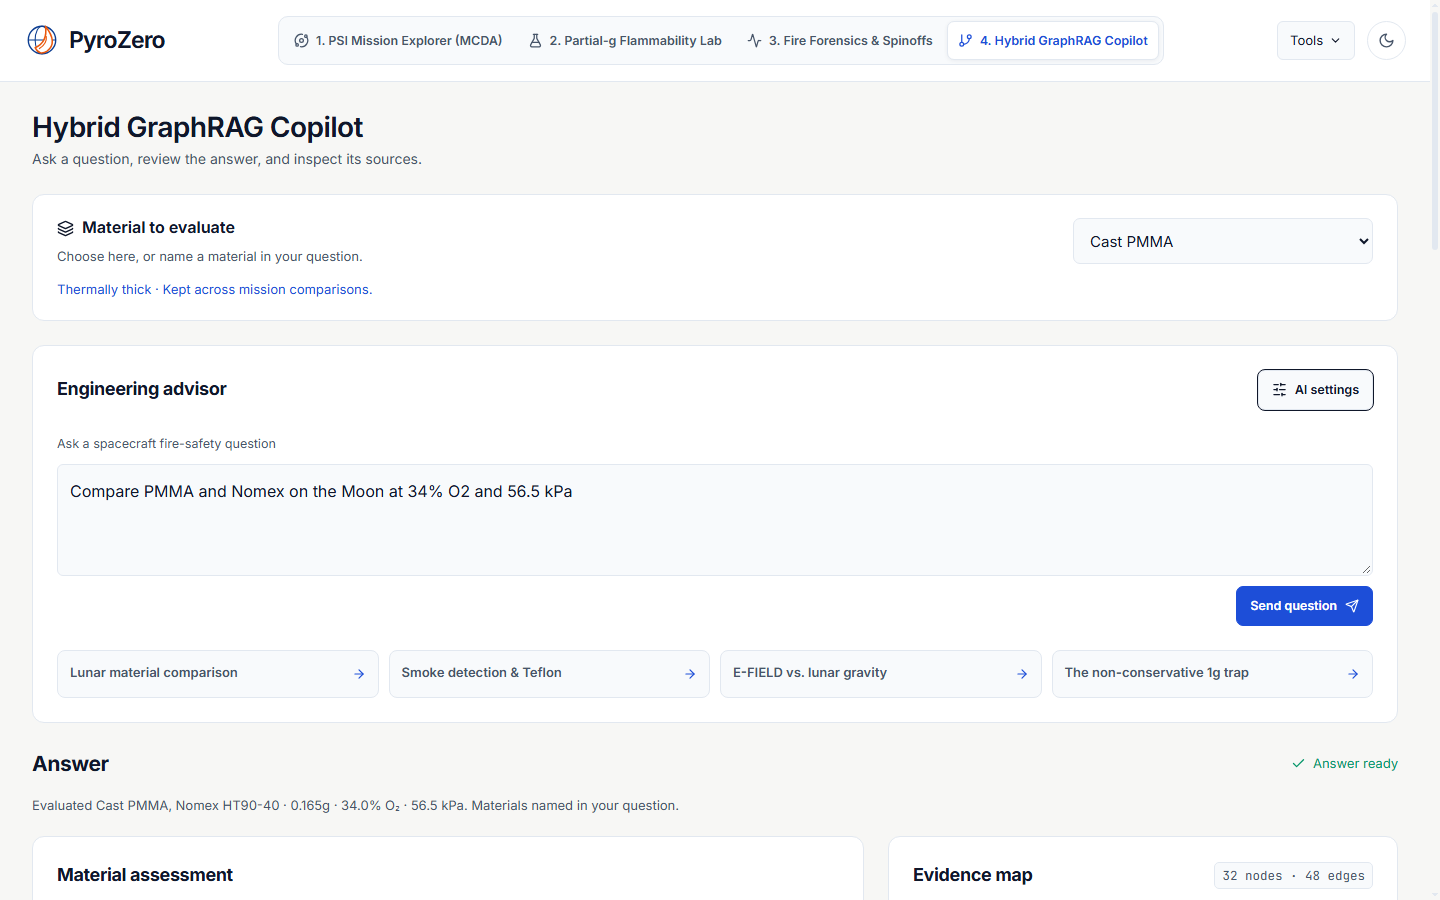 PyroZero
1. PSI Mission Explorer (MCDA)
2. Partial-g Flammability Lab
3. Fire Forensics & Spinoffs
4. Hybrid GraphRAG Copilot
Tools
Hybrid GraphRAG Copilot
Ask a question, review the answer, and inspect its sources.
Material to evaluate
Choose here, or name a material in your question.
Thermally thick · Kept across mission comparisons.
Cast PMMA
Engineering advisor
AI settings
Ask a spacecraft fire-safety question
Compare PMMA and Nomex on the Moon at 34% O2 and 56.5 kPa
Send question
Lunar material comparison
Smoke detection & Teflon
E-FIELD vs. lunar gravity
The non-conservative 1g trap
Answer
Answer ready
Evaluated Cast PMMA, Nomex HT90-40 · 0.165g · 34.0% O₂ · 56.5 kPa. Materials named in your question.
Material assessment
Evidence map
32 nodes · 48 edges